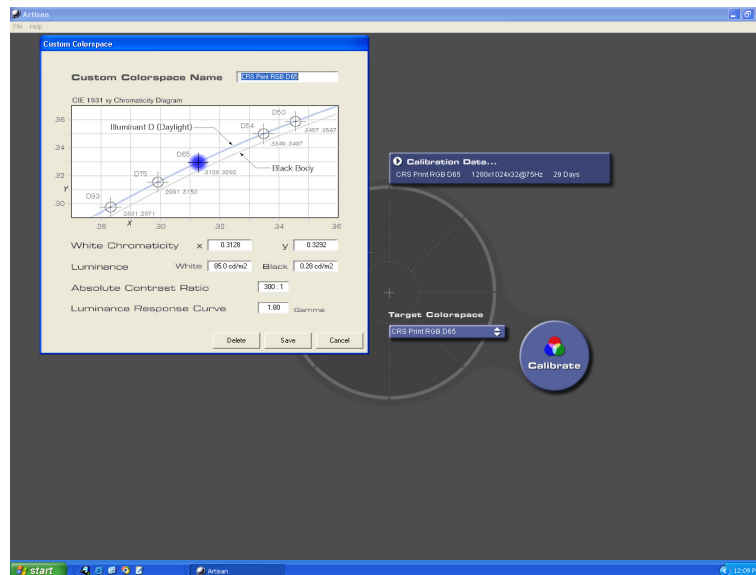 Artisan
File Help
Custom Colorspace
Custom Colorspace Name CRS Print RGB D65
CIE 1931 xy Chromaticity Diagram
D50
.36
Illuminant D (Daylight)
D54
.3457 .3587
.34
.3349 .3497
D65
Black Body
.3128 .3292
.32
D75
.2991 .3150
Y
D93
.30
.2831 .2971
.28 X .30 .32 .34 .36
White Chromaticity x 0.3128 y 0.3292
Luminance White 85.0 cd/m2 Black 0.28 cd/m2
Absolute Contrast Ratio 300 : 1
Luminance Response Curve 1.80 Gamma
Delete Save Cancel
Calibration Data...
CRS Print RGB D65 1280x1024x32@75Hz 29 Days
Target Colorspace
CRS Print RGB D65
Calibrate
start Artisan 12:09 P